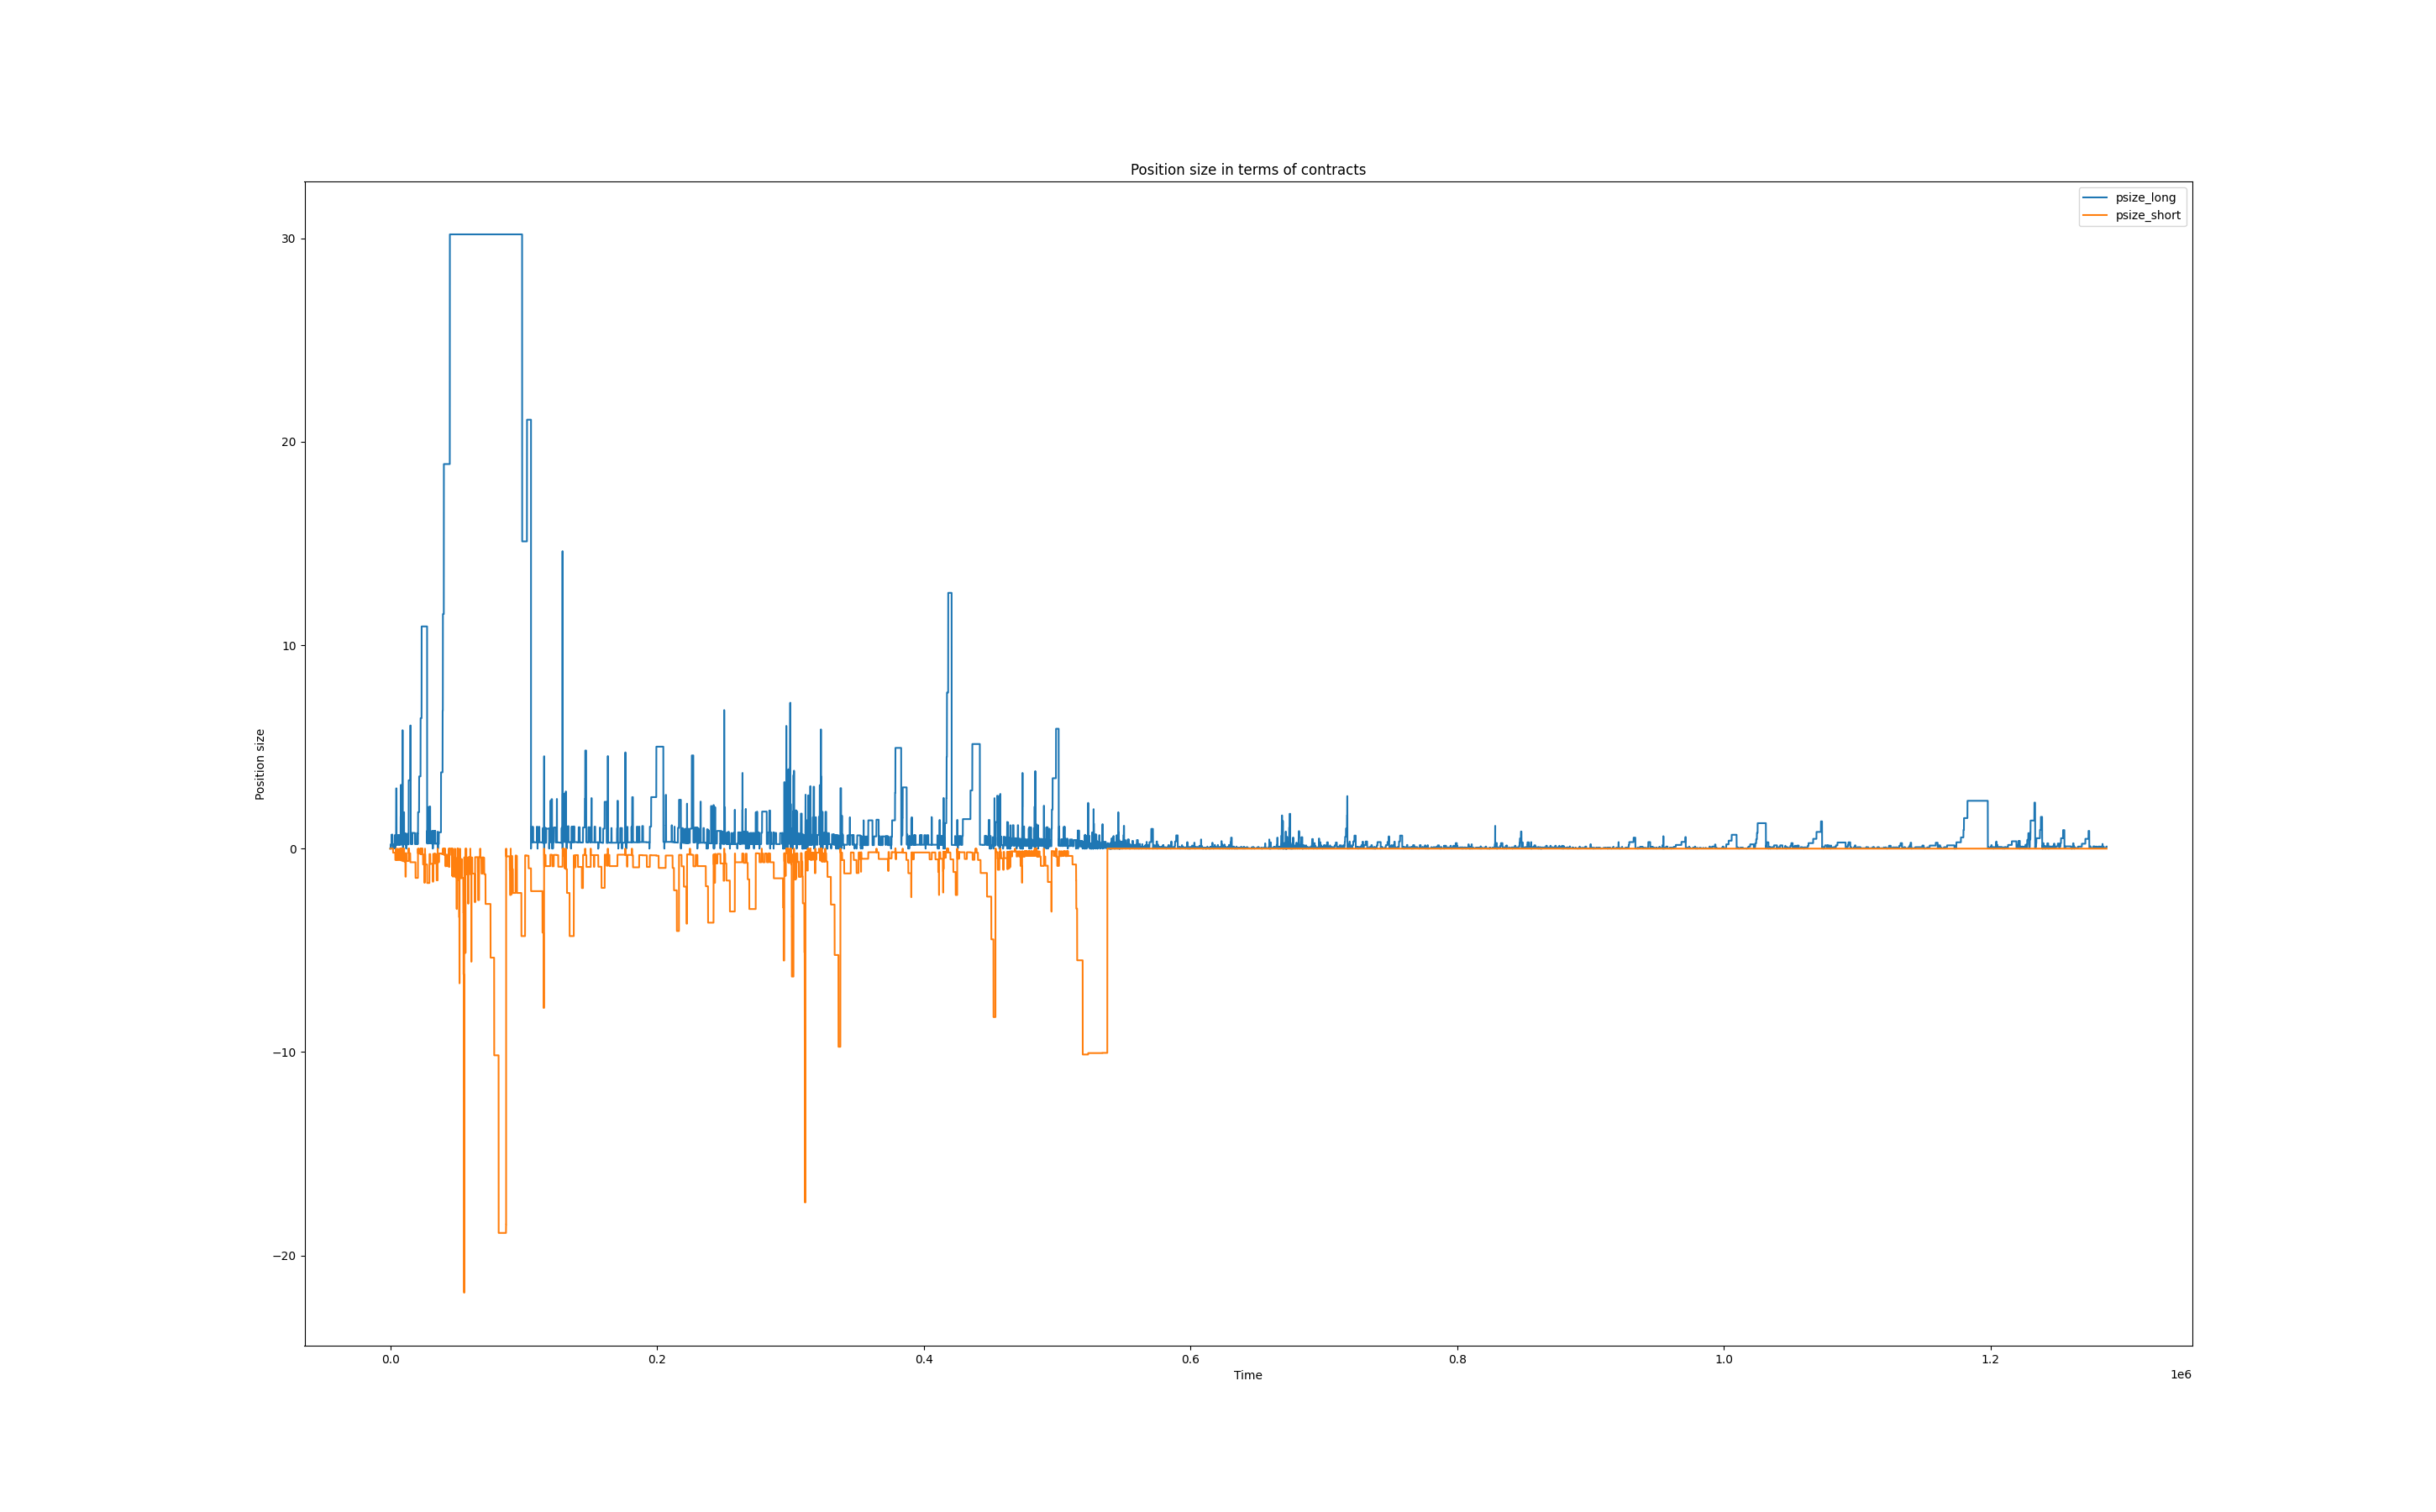 Position size in terms of contracts
psize_long
psize_short
30
20
10
0
−10
−20
Position size
0.0 0.2 0.4 0.6 0.8 1.0 1.2
1e6
Time